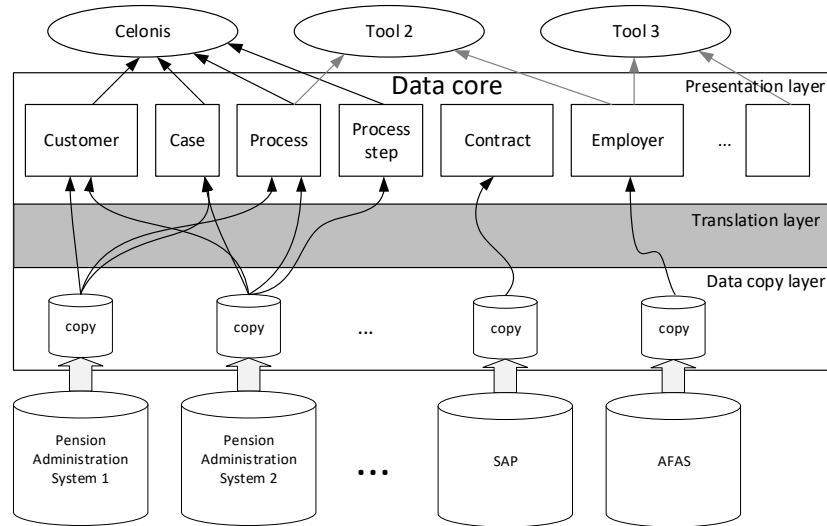 Celonis
Tool 2
Tool 3
Data core
Presentation layer
Customer
Case
Process
Process
step
Contract
Employer
...
Translation layer
Data copy layer
copy
copy
...
copy
copy
Pension
Administration
System 1
Pension
Administration
System 2
...
SAP
AFAS